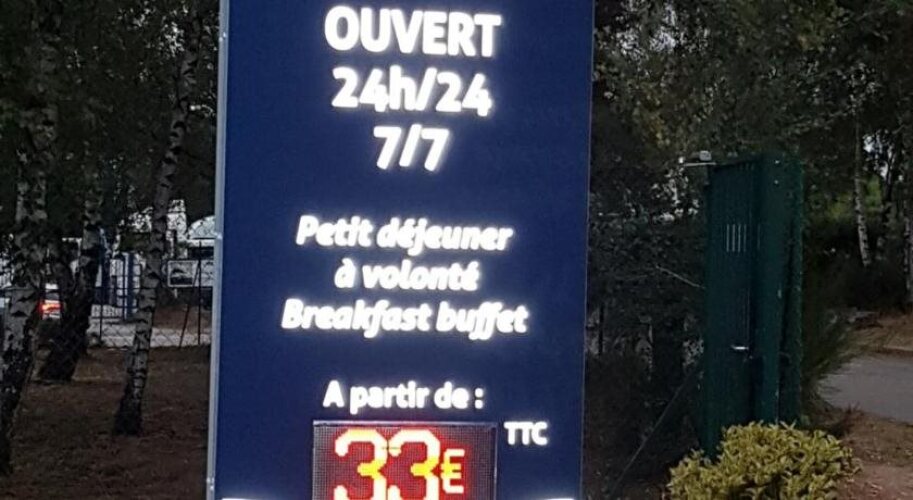 OUVERT
24h/24
7/7
Petit déjeuner
à volonté
Breakfast buffet
A partir de :
33€ TTC